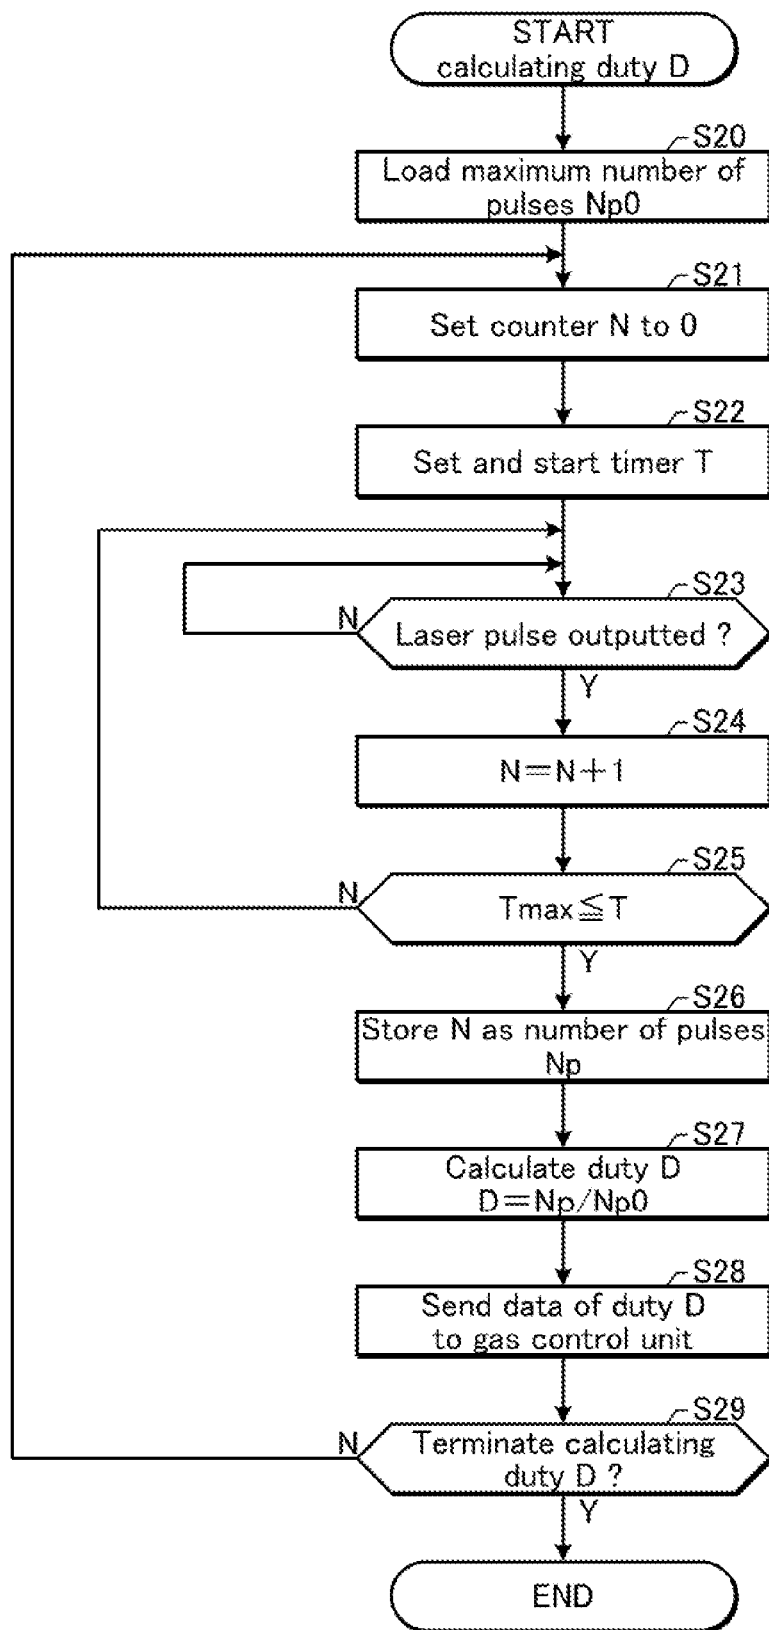 START
calculating duty D
S20
Load maximum number of
pulses Np0
S21
Set counter N to 0
S22
Set and start timer T
S23
N
Laser pulse outputted ?
Y
S24
N=N+1
S25
N
Tmax≦T
Y
S26
Store N as number of pulses
Np
S27
Calculate duty D
D=Np/Np0
S28
Send data of duty D
to gas control unit
S29
N
Terminate calculating
duty D ?
Y
END